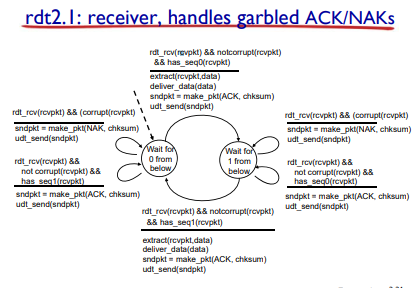 rdt2.1: receiver, handles garbled ACK/NAKs
rdt_rcv(rcvpkt) && notcorrupt(rcvpkt)
&& has_seq0(rcvpkt)
extract(rcvpkt,data)
deliver_data(data)
sndpkt = make_pkt(ACK, chksum)
udt_send(sndpkt)
rdt_rcv(rcvpkt) && (corrupt(rcvpkt)
sndpkt = make_pkt(NAK, chksum)
udt_send(sndpkt)
rdt_rcv(rcvpkt) &&
not corrupt(rcvpkt) &&
has_seq1(rcvpkt)
sndpkt = make_pkt(ACK, chksum)
udt_send(sndpkt)
Wait for
0 from
below
Wait for
1 from
below
rdt_rcv(rcvpkt) && (corrupt(rcvpkt)
sndpkt = make_pkt(NAK, chksum)
udt_send(sndpkt)
rdt_rcv(rcvpkt) &&
not corrupt(rcvpkt) &&
has_seq0(rcvpkt)
sndpkt = make_pkt(ACK, chksum)
udt_send(sndpkt)
rdt_rcv(rcvpkt) && notcorrupt(rcvpkt)
&& has_seq1(rcvpkt)
extract(rcvpkt,data)
deliver_data(data)
sndpkt = make_pkt(ACK, chksum)
udt_send(sndpkt)